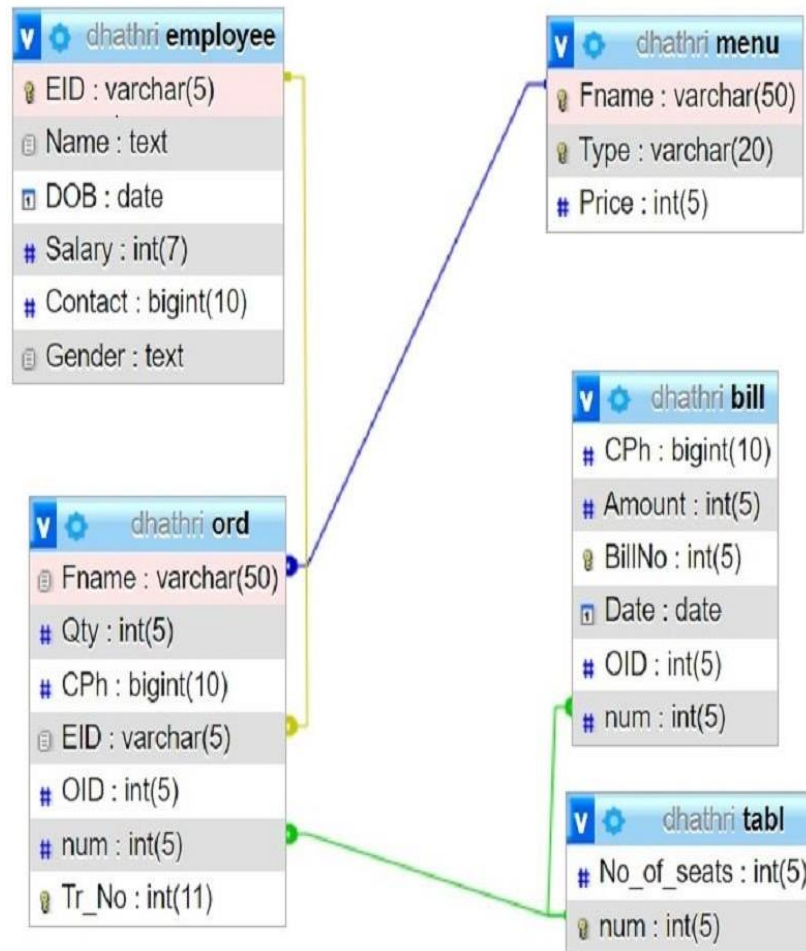 dhathri employee
EID : varchar(5)
Name : text
DOB : date
Salary : int(7)
Contact : bigint(10)
Gender : text
dhathri menu
Fname : varchar(50)
Type : varchar(20)
Price : int(5)
dhathri bill
CPh : bigint(10)
Amount : int(5)
BillNo : int(5)
Date : date
OID : int(5)
num : int(5)
dhathri ord
Fname : varchar(50)
Qty : int(5)
CPh : bigint(10)
EID : varchar(5)
OID : int(5)
num : int(5)
Tr_No : int(11)
dhathri tabl
No_of_seats : int(5)
num : int(5)